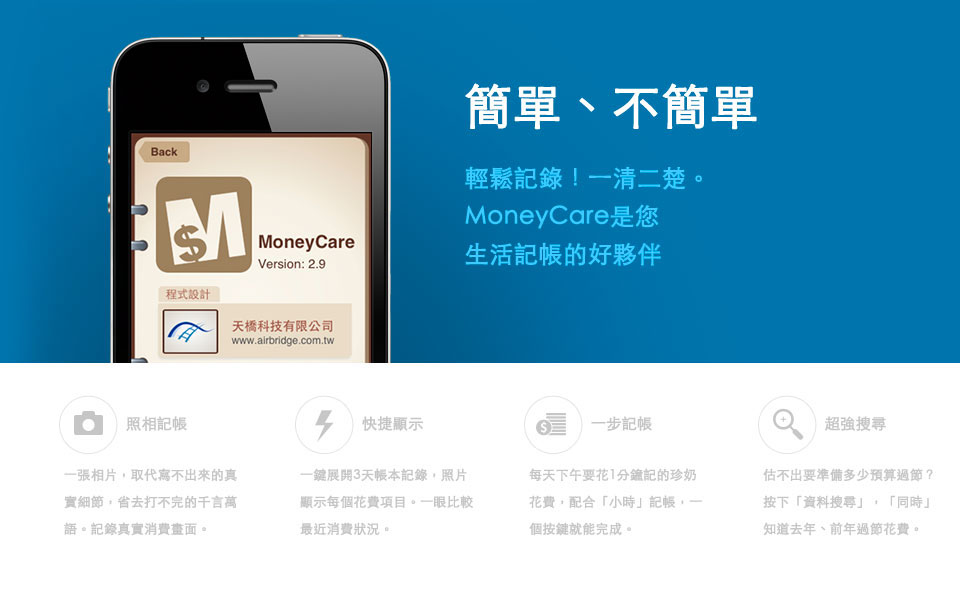 簡單、不簡單
輕鬆記錄！一清二楚。
MoneyCare是您
生活記帳的好夥伴
Back
M$
MoneyCare
Version: 2.9
程式設計
天橋科技有限公司
www.airbridge.com.tw
照相記帳
一張相片，取代寫不出來的真
實細節，省去打不完的千言萬
語。記錄真實消費畫面。
快捷顯示
一鍵展開3天帳本記錄，照片
顯示每個花費項目。一眼比較
最近消費狀況。
$
一步記帳
每天下午要花1分鐘記的珍奶
花費，配合「小時」記帳，一
個按鍵就能完成。
超強搜尋
估不出要準備多少預算過節？
按下「資料搜尋」，「同時」
知道去年、前年過節花費。